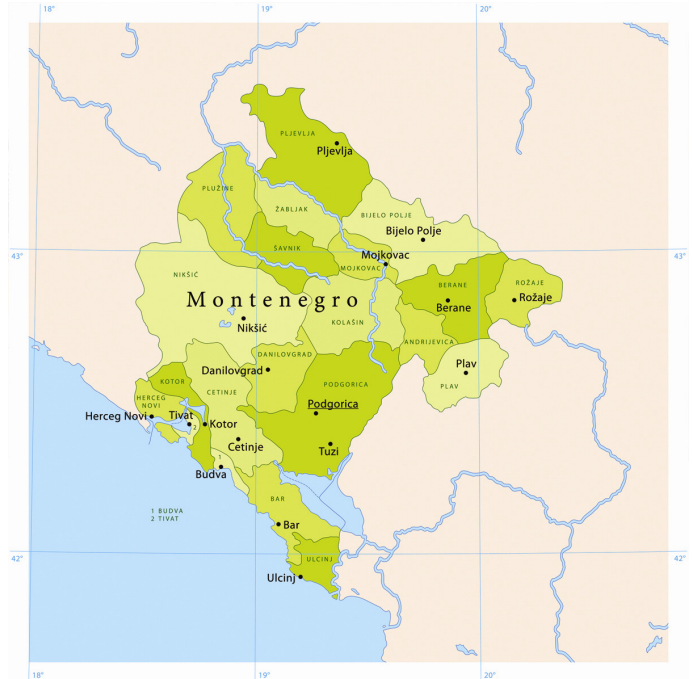 18°
19°
20°
PLJEVLJA
Pljevlja
PLUŽINE
ŽABLJAK
BIJELO POLJE
Bijelo Polje
43°
43°
ŠAVNIK
Mojkovac
MOJKOVAC
NIKŠIĆ
BERANE
ROŽAJE
Montenegro
Berane
Rožaje
Nikšić
KOLAŠIN
ANDRIJEVICA
DANILOVGRAD
Danilovgrad
Plav
PLAV
KOTOR
CETINJE
PODGORICA
HERCEG
NOVI
Podgorica
Herceg Novi
Tivat
2
Kotor
Cetinje
Tuzi
1
Budva
BAR
1 BUDVA
2 TIVAT
Bar
42°
42°
ULCINJ
Ulcinj
18°
19°
20°